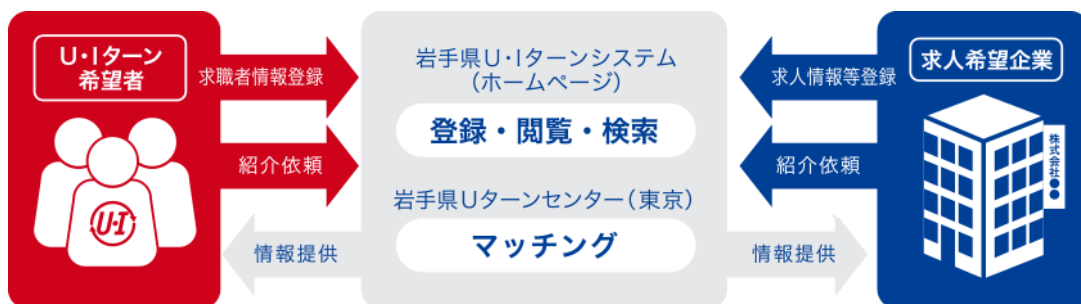 U・Iターン
希望者
U・I
求職者情報登録
紹介依頼
情報提供
岩手県U・Iターンシステム
(ホームページ)
登録・閲覧・検索
岩手県Uターンセンター(東京)
マッチング
求人情報等登録
紹介依頼
情報提供
求人希望企業
株式会社●●